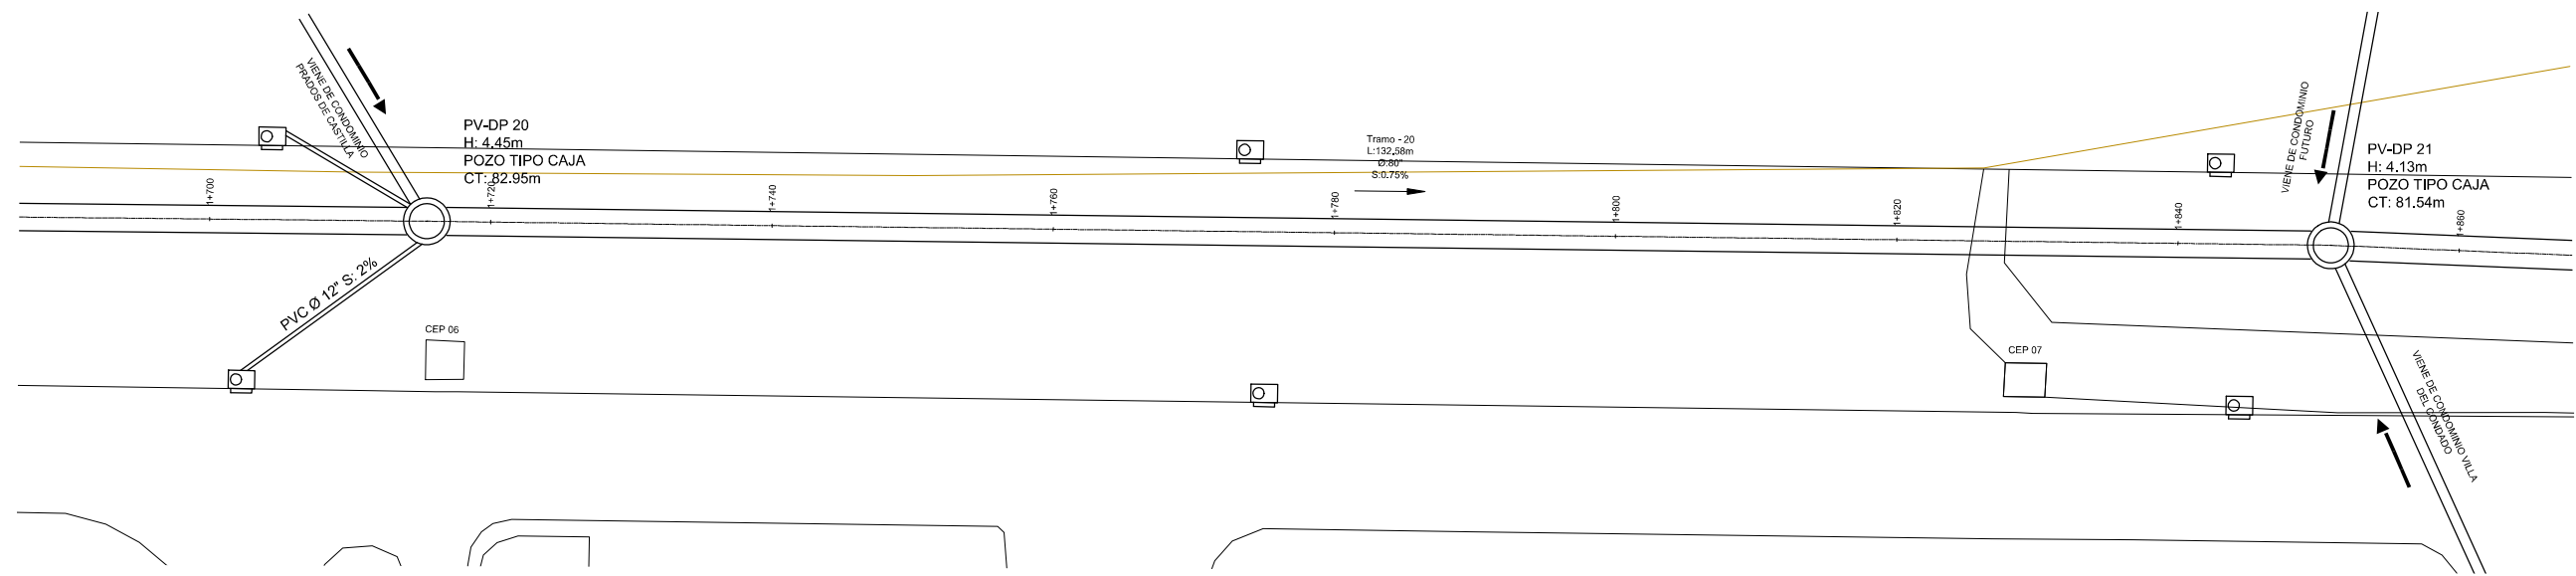 VIENE DE CONDOMINIO
PRADOS DE CASTILLA
PV-DP 20
H: 4.45m
POZO TIPO CAJA
CT: 82.95m
Tramo - 20
L:132.58m
Ø:80"
S:0.75%
VIENE DE CONDOMINIO
FUTURO
PV-DP 21
H: 4.13m
POZO TIPO CAJA
CT: 81.54m
1+700
1+720
1+740
1+760
1+780
1+800
1+820
1+840
1+860
PVC Ø 12" S: 2%
CEP 06
CEP 07
VIENE DE CONDOMINIO VILLA
DEL CONDADO